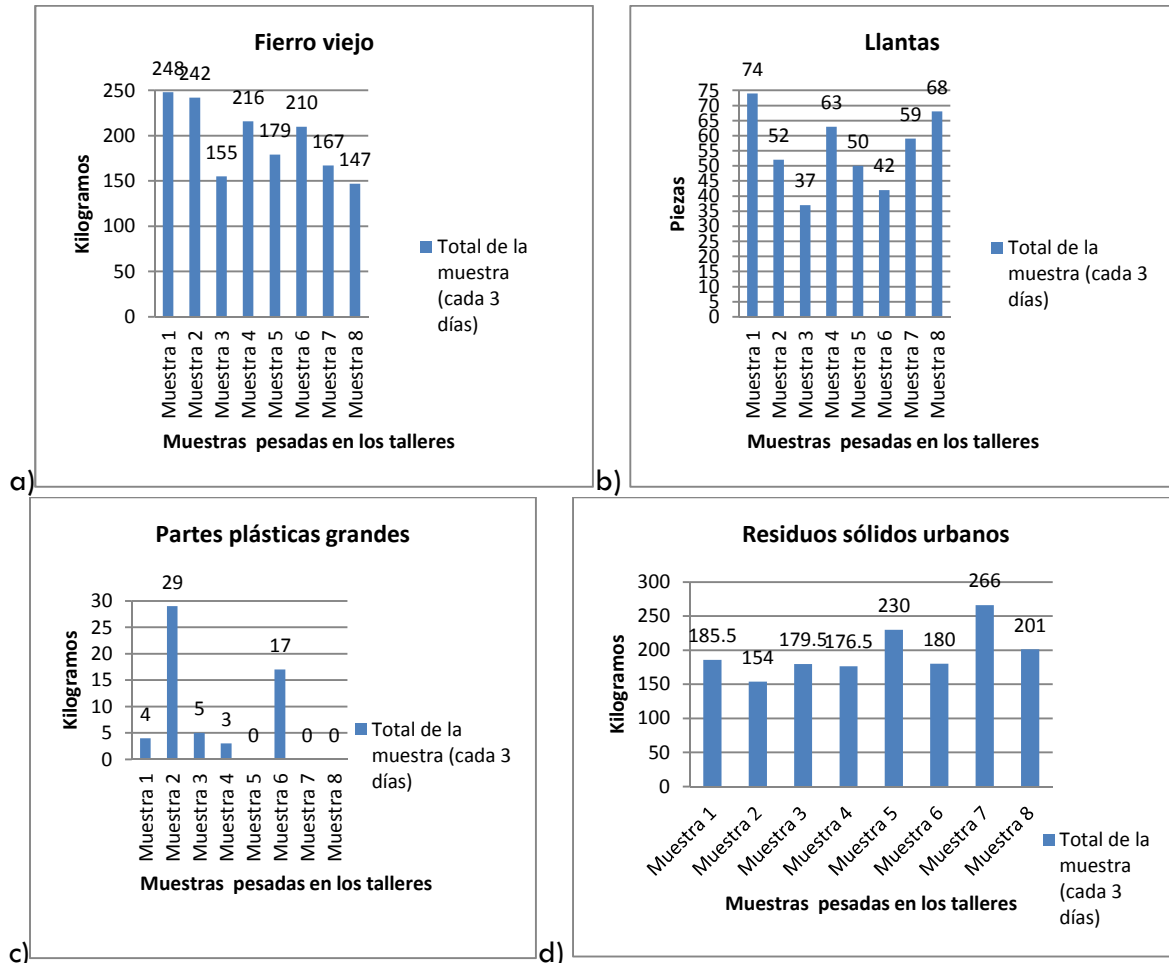 Fierro viejo
248
242
155
216
179
210
167
147
250
200
150
100
50
0
Kilogramos
Muestra 1
Muestra 2
Muestra 3
Muestra 4
Muestra 5
Muestra 6
Muestra 7
Muestra 8
Total de la
muestra
(cada 3
días)
Muestras pesadas en los talleres
a)
Llantas
74
52
37
63
50
42
59
68
75
70
65
60
55
50
45
40
35
30
25
20
15
10
5
0
Piezas
Muestra 1
Muestra 2
Muestra 3
Muestra 4
Muestra 5
Muestra 6
Muestra 7
Muestra 8
Total de la
muestra
(cada 3
días)
Muestras pesadas en los talleres
b)
Partes plásticas grandes
4
29
5
3
0
17
0
0
30
25
20
15
10
5
0
Kilogramos
Muestra 1
Muestra 2
Muestra 3
Muestra 4
Muestra 5
Muestra 6
Muestra 7
Muestra 8
Total de la
muestra (cada 3
días)
Muestras pesadas en los talleres
c)
Residuos sólidos urbanos
185.5
154
179.5
176.5
230
180
266
201
300
250
200
150
100
50
0
Kilogramos
Muestra 1
Muestra 2
Muestra 3
Muestra 4
Muestra 5
Muestra 6
Muestra 7
Muestra 8
Total de la
muestra
(cada 3
días)
Muestras pesadas en los talleres
d)